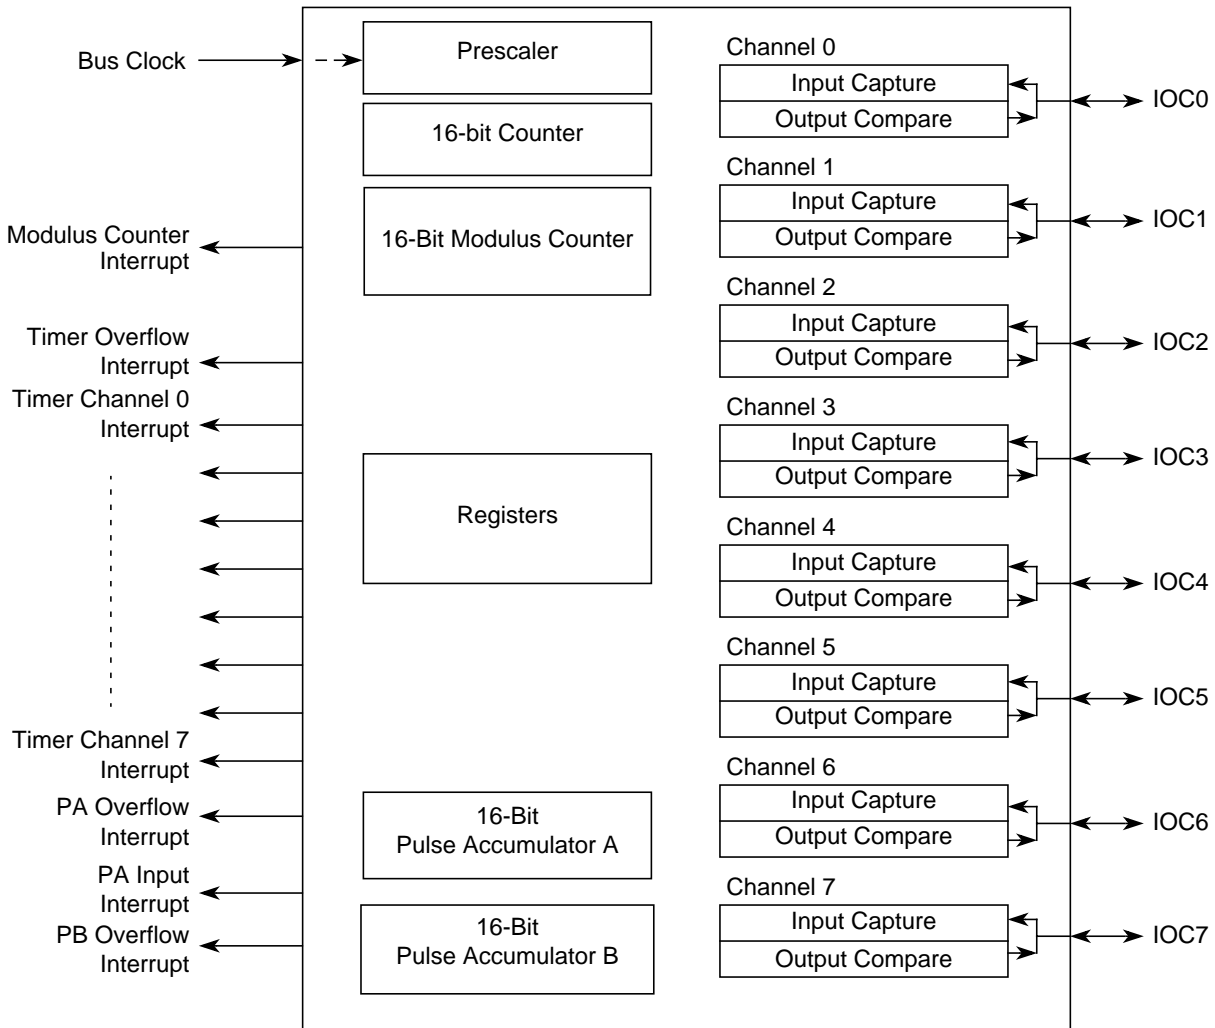 Bus Clock
Modulus Counter
Interrupt
Timer Overflow
Interrupt
Timer Channel 0
Interrupt
Timer Channel 7
Interrupt
PA Overflow
Interrupt
PA Input
Interrupt
PB Overflow
Interrupt
Prescaler
16-bit Counter
16-Bit Modulus Counter
Registers
16-Bit
Pulse Accumulator A
16-Bit
Pulse Accumulator B
Channel 0
Input Capture
Output Compare
IOC0
Channel 1
Input Capture
Output Compare
IOC1
Channel 2
Input Capture
Output Compare
IOC2
Channel 3
Input Capture
Output Compare
IOC3
Channel 4
Input Capture
Output Compare
IOC4
Channel 5
Input Capture
Output Compare
IOC5
Channel 6
Input Capture
Output Compare
IOC6
Channel 7
Input Capture
Output Compare
IOC7